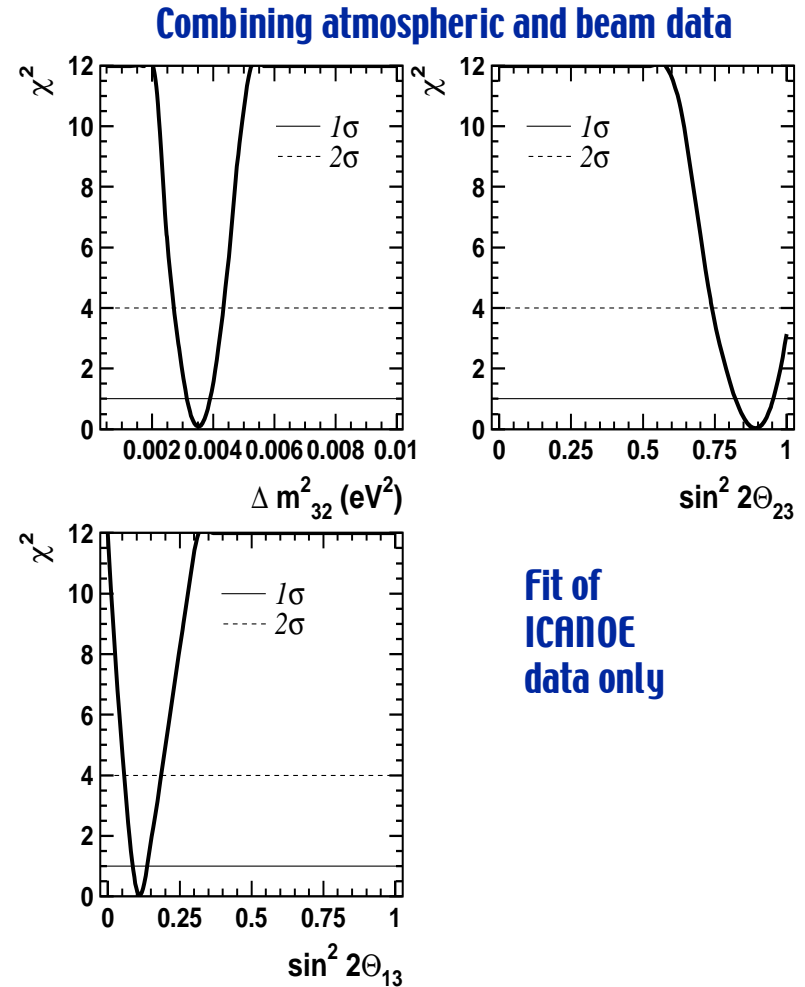 Combining atmospheric and beam data
χ²
12
10
8
6
4
2
0
1σ
2σ
0.002 0.004 0.006 0.008 0.01
Δ m²₃₂ (eV²)
χ²
12
10
8
6
4
2
0
1σ
2σ
0 0.25 0.5 0.75 1
sin² 2Θ₂₃
χ²
12
10
8
6
4
2
0
1σ
2σ
0 0.25 0.5 0.75 1
sin² 2Θ₁₃
Fit of
ICANOE
data only